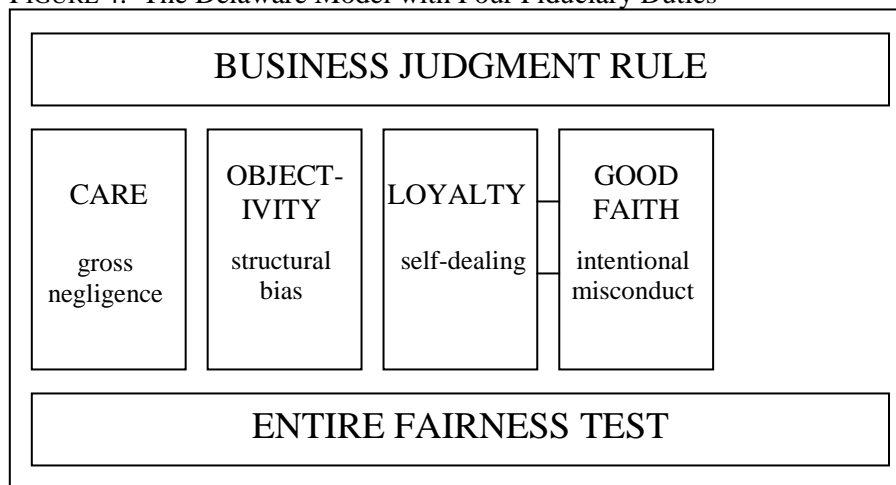 FIGURE 4. The Delaware Model with Four Fiduciary Duties
BUSINESS JUDGMENT RULE
CARE
gross
negligence
OBJECT-
IVITY
structural
bias
LOYALTY
self-dealing
GOOD
FAITH
intentional
misconduct
ENTIRE FAIRNESS TEST